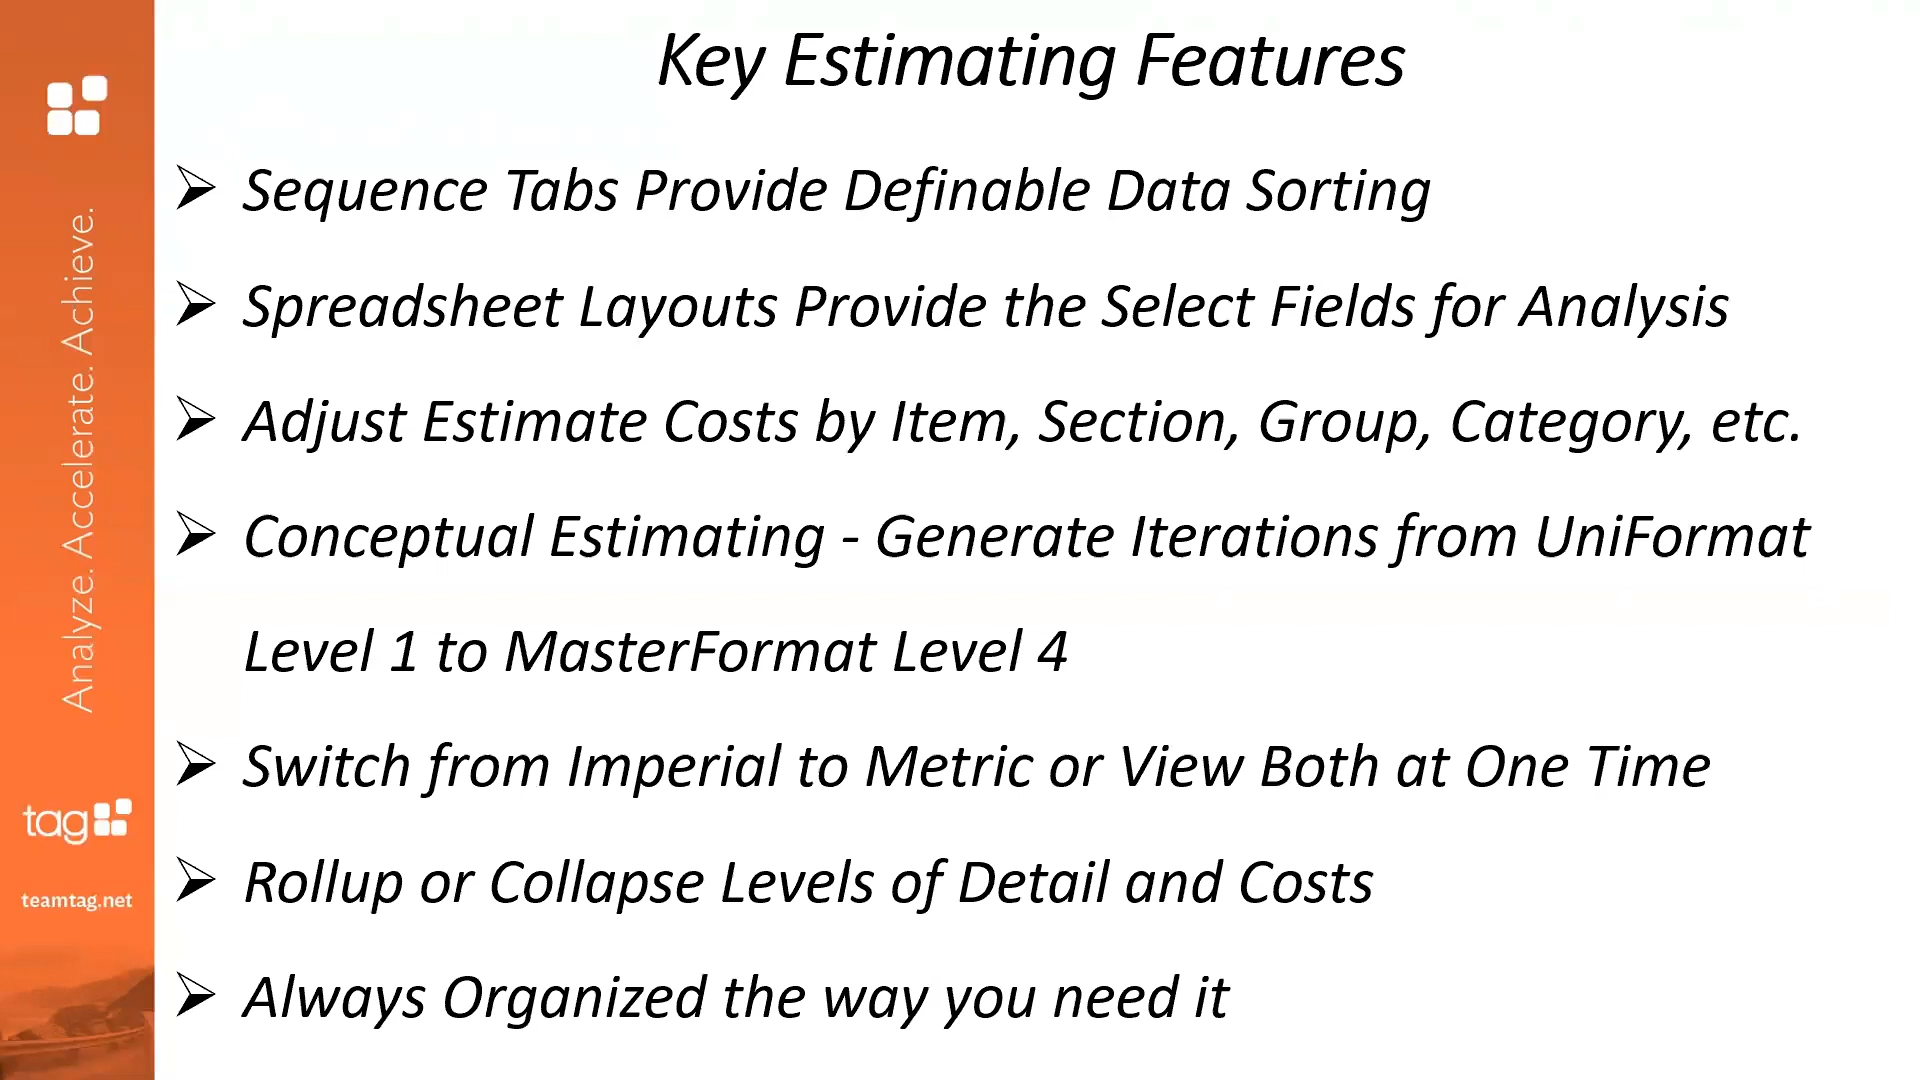 Key Estimating Features
Sequence Tabs Provide Definable Data Sorting
Spreadsheet Layouts Provide the Select Fields for Analysis
Adjust Estimate Costs by Item, Section, Group, Category, etc.
Conceptual Estimating - Generate Iterations from UniFormat
Level 1 to MasterFormat Level 4
Switch from Imperial to Metric or View Both at One Time
Rollup or Collapse Levels of Detail and Costs
Always Organized the way you need it
Analyze. Accelerate. Achieve.
tag
teamtag.net